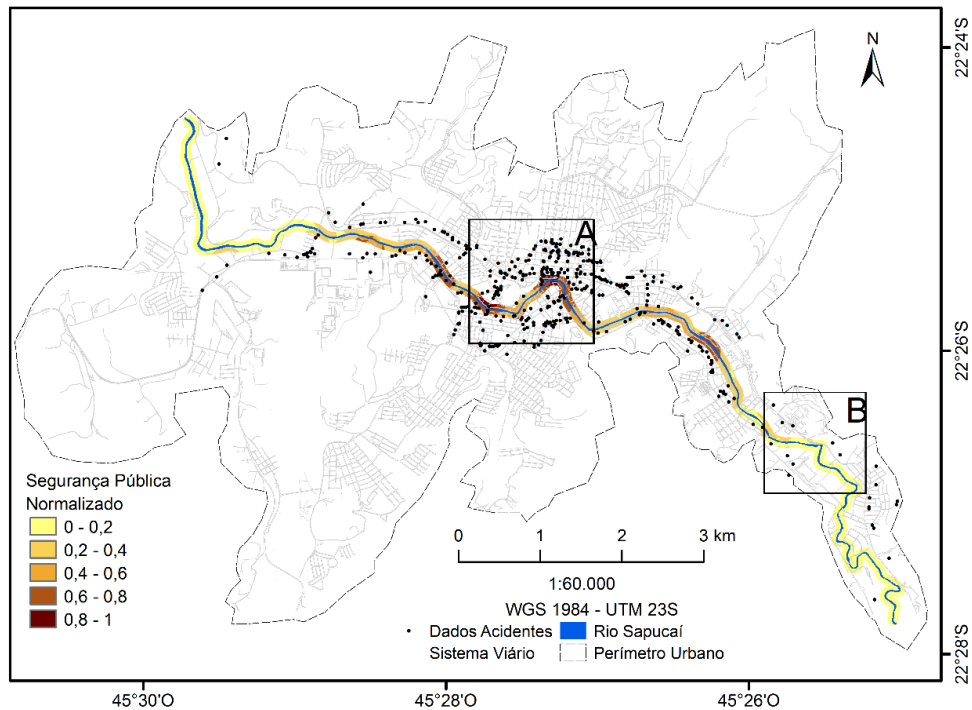 N
22°24'S
A
22°26'S
B
Segurança Pública
Normalizado
0 - 0,2
0,2 - 0,4
0,4 - 0,6
0,6 - 0,8
0,8 - 1
0 1 2 3 km
1:60.000
WGS 1984 - UTM 23S
Dados Acidentes Rio Sapucaí
Sistema Viário Perímetro Urbano
22°28'S
45°30'O 45°28'O 45°26'O